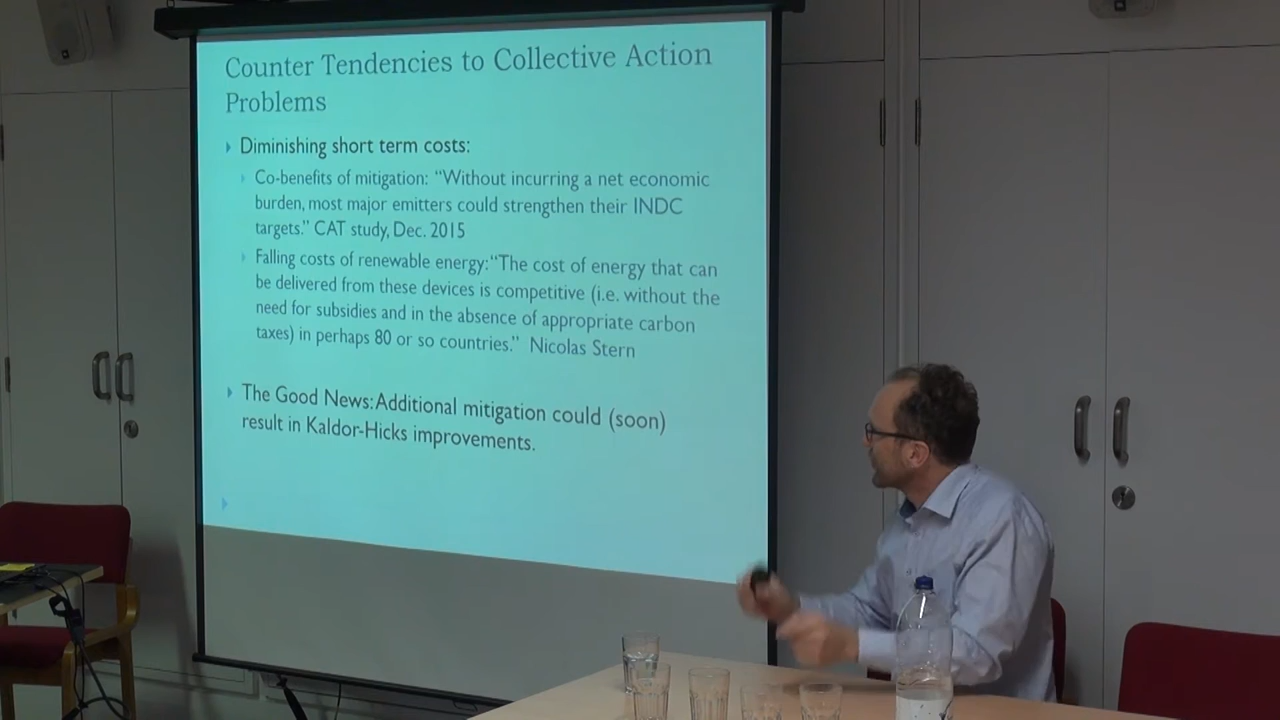 Counter Tendencies to Collective Action
Problems
Diminishing short term costs:
Co-benefits of mitigation: “Without incurring a net economic
burden, most major emitters could strengthen their INDC
targets.” CAT study, Dec. 2015
Falling costs of renewable energy:“The cost of energy that can
be delivered from these devices is competitive (i.e. without the
need for subsidies and in the absence of appropriate carbon
taxes) in perhaps 80 or so countries.” Nicolas Stern
The Good News:Additional mitigation could (soon)
result in Kaldor-Hicks improvements.